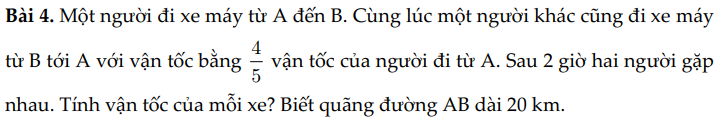 Bài 4. Một người đi xe máy từ A đến B. Cùng lúc một người khác cũng đi xe máy
từ B tới A với vận tốc bằng 4/5 vận tốc của người đi từ A. Sau 2 giờ hai người gặp
nhau. Tính vận tốc của mỗi xe? Biết quãng đường AB dài 20 km.